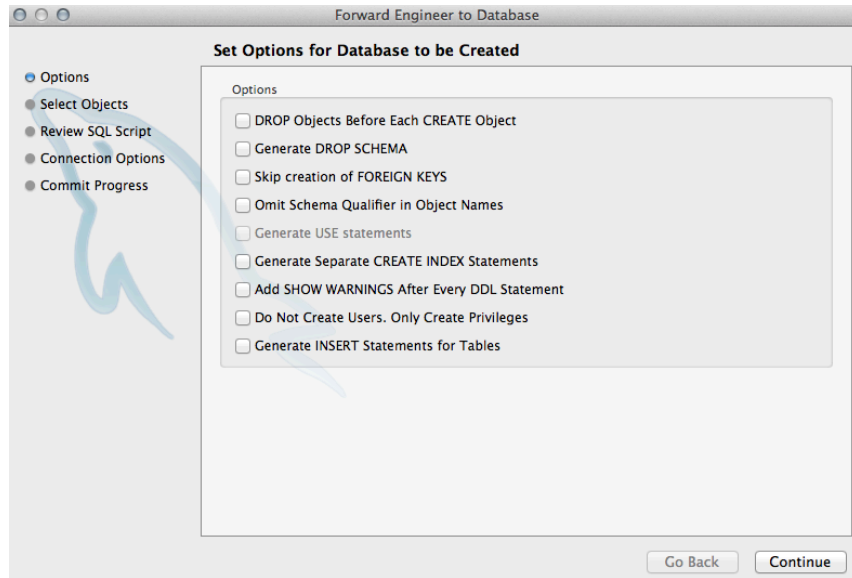 Forward Engineer to Database
Set Options for Database to be Created
Options
Select Objects
Review SQL Script
Connection Options
Commit Progress
Options
DROP Objects Before Each CREATE Object
Generate DROP SCHEMA
Skip creation of FOREIGN KEYS
Omit Schema Qualifier in Object Names
Generate USE statements
Generate Separate CREATE INDEX Statements
Add SHOW WARNINGS After Every DDL Statement
Do Not Create Users. Only Create Privileges
Generate INSERT Statements for Tables
Go Back
Continue